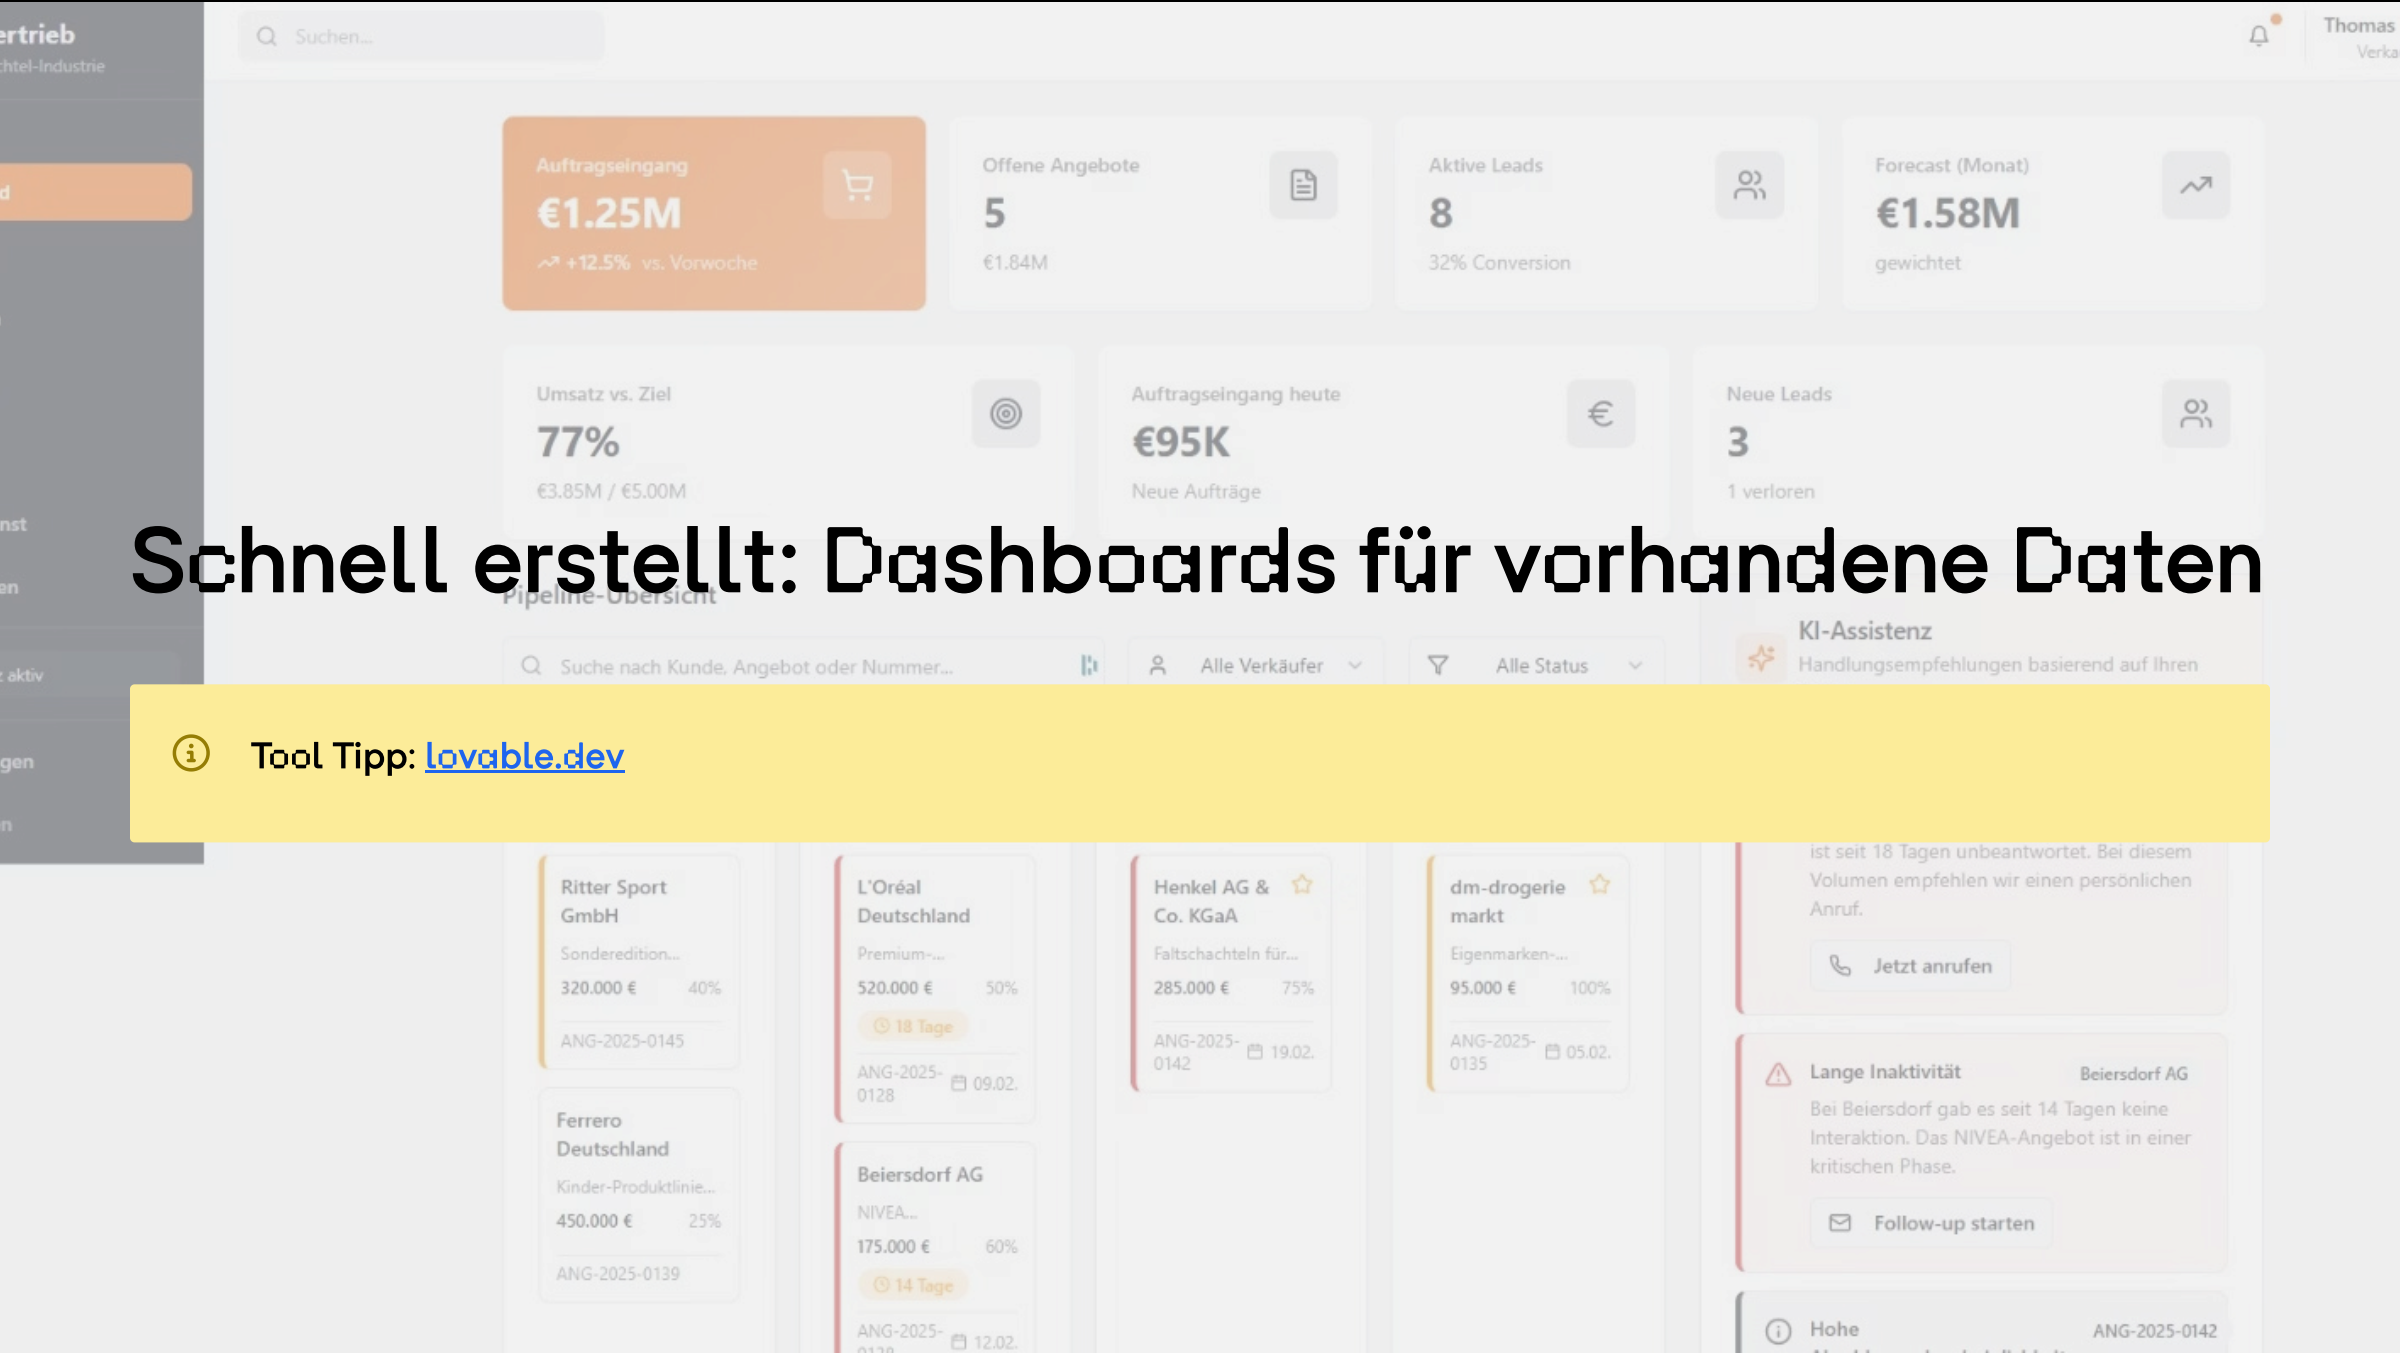 ertrieb
chtel-Industrie
Suchen...
Thomas
Verka
d
Auftragseingang
€1.25M
+12.5% vs. Vorwoche
Offene Angebote
5
€1.84M
Aktive Leads
8
32% Conversion
Forecast (Monat)
€1.58M
gewichtet
Umsatz vs. Ziel
77%
€3.85M / €5.00M
Auftragseingang heute
€95K
Neue Aufträge
Neue Leads
3
1 verloren
nst
en
z aktiv
gen
n
Schnell erstellt: Dashboards für vorhandene Daten
Pipeline-Übersicht
Suche nach Kunde, Angebot oder Nummer...
Alle Verkäufer
Alle Status
KI-Assistenz
Handlungsempfehlungen basierend auf Ihren
Tool Tipp: lovable.dev
Ritter Sport
GmbH
Sonderedition...
320.000 € 40%
ANG-2025-0145
Ferrero
Deutschland
Kinder-Produktlinie...
450.000 € 25%
ANG-2025-0139
L'Oréal
Deutschland
Premium-...
520.000 € 50%
18 Tage
ANG-2025-
0128
09.02.
Beiersdorf AG
NIVEA...
175.000 € 60%
14 Tage
ANG-2025-
12.02.
Henkel AG &
Co. KGaA
Faltschachteln für...
285.000 € 75%
ANG-2025-
0142
19.02.
dm-drogerie
markt
Eigenmarken-...
95.000 € 100%
ANG-2025-
0135
05.02.
ist seit 18 Tagen unbeantwortet. Bei diesem
Volumen empfehlen wir einen persönlichen
Anruf.
Jetzt anrufen
Lange Inaktivität Beiersdorf AG
Bei Beiersdorf gab es seit 14 Tagen keine
Interaktion. Das NIVEA-Angebot ist in einer
kritischen Phase.
Follow-up starten
Hohe ANG-2025-0142